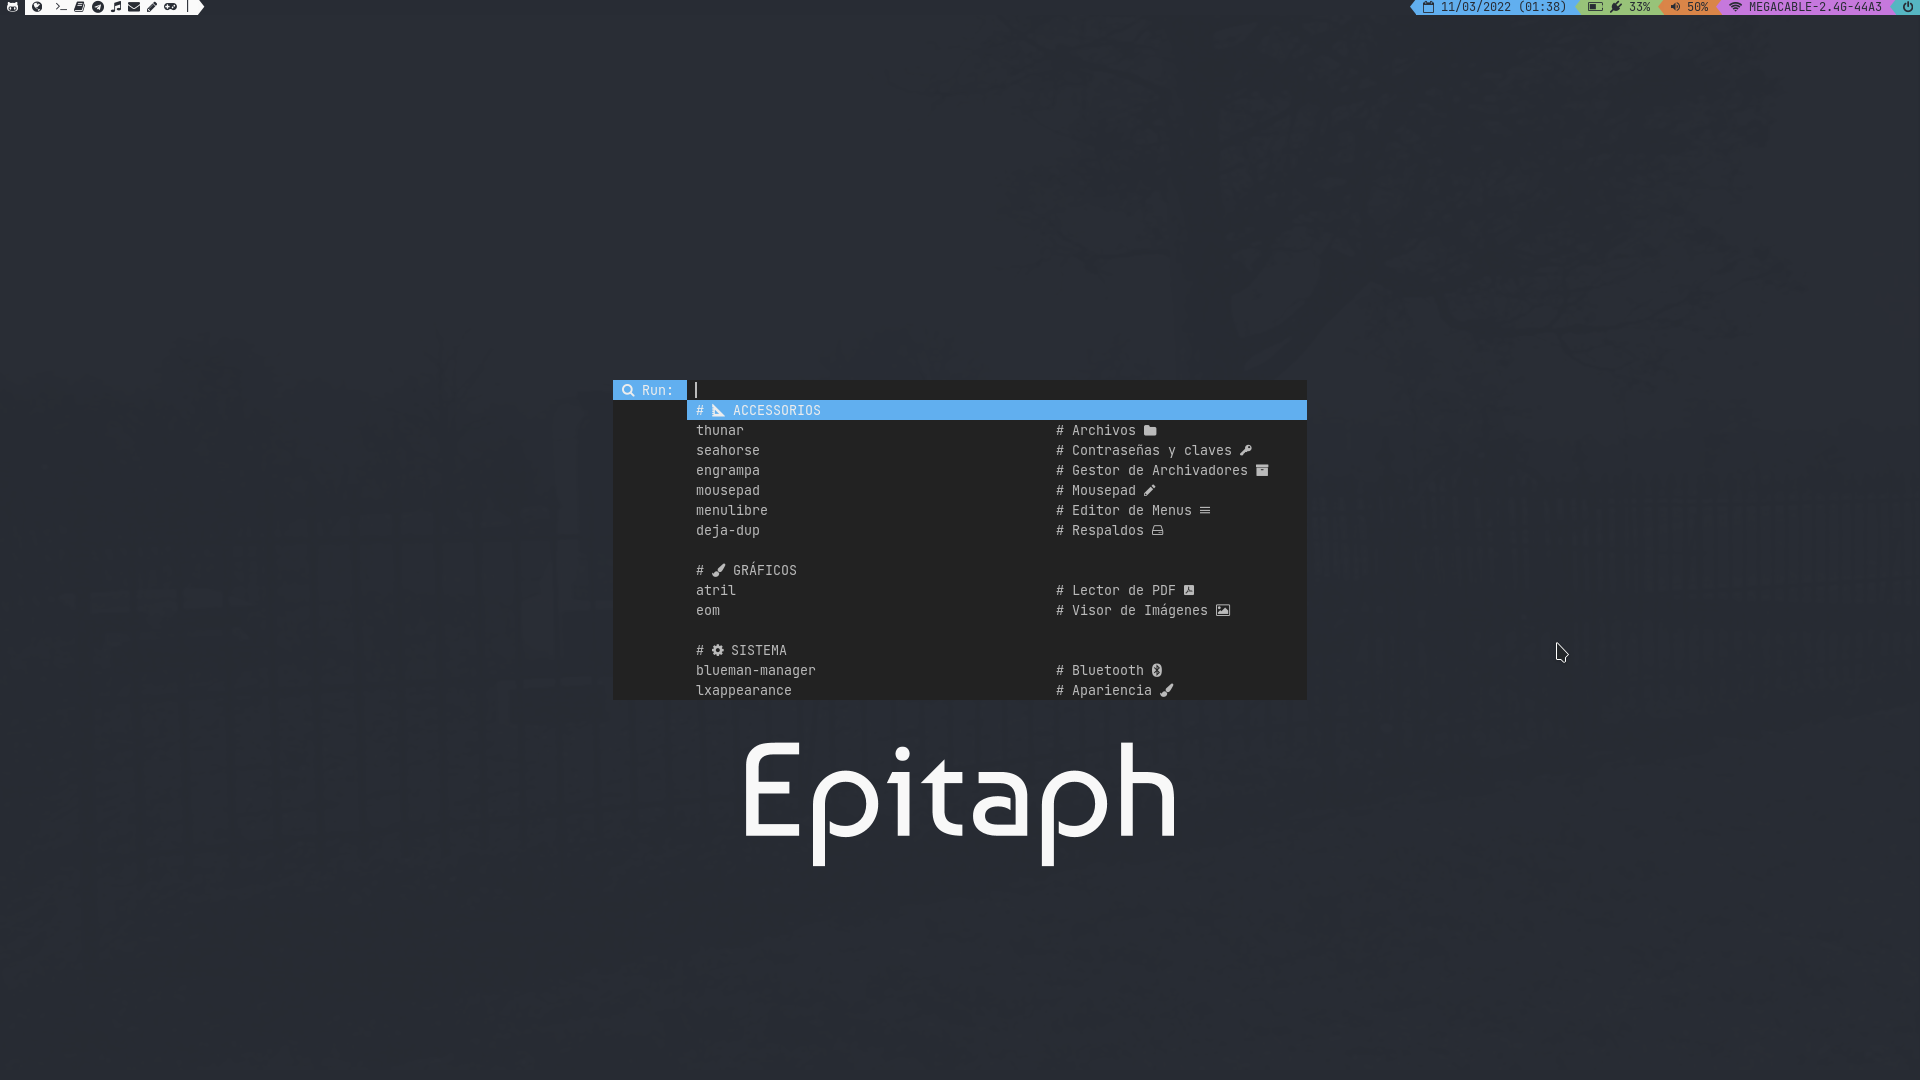 11/03/2022 (01:38) 33% 50% MEGACABLE-2.4G-44A3
Run:
# ACCESSORIOS
thunar # Archivos
seahorse # Contraseñas y claves
engrampa # Gestor de Archivadores
mousepad # Mousepad
menulibre # Editor de Menus
deja-dup # Respaldos
# GRÁFICOS
atril # Lector de PDF
eom # Visor de Imágenes
# SISTEMA
blueman-manager # Bluetooth
lxappearance # Apariencia
Epitaph